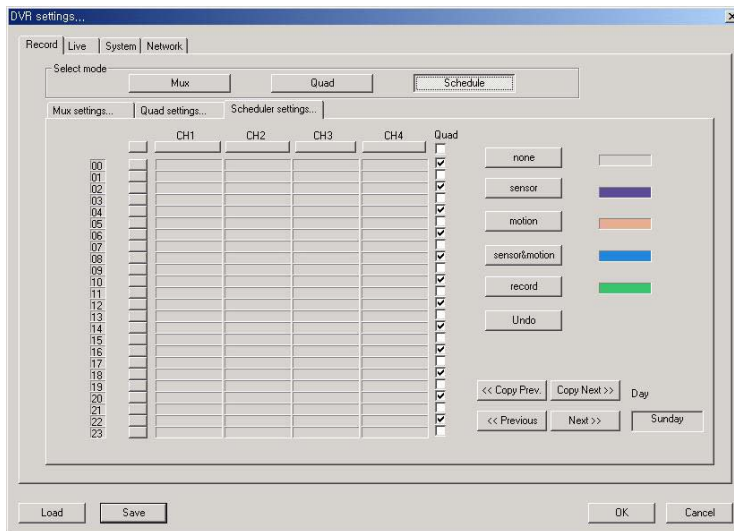 DVR settings...
Record Live System Network
Select mode
Mux Quad Schedule
Mux settings... Quad settings... Scheduler settings...
CH1 CH2 CH3 CH4 Quad
00
01
02
03
04
05
06
07
08
09
10
11
12
13
14
15
16
17
18
19
20
21
22
23
none
sensor
motion
sensor&motion
record
Undo
<< Copy Prev. Copy Next >> Day
<< Previous Next >> Sunday
Load Save OK Cancel